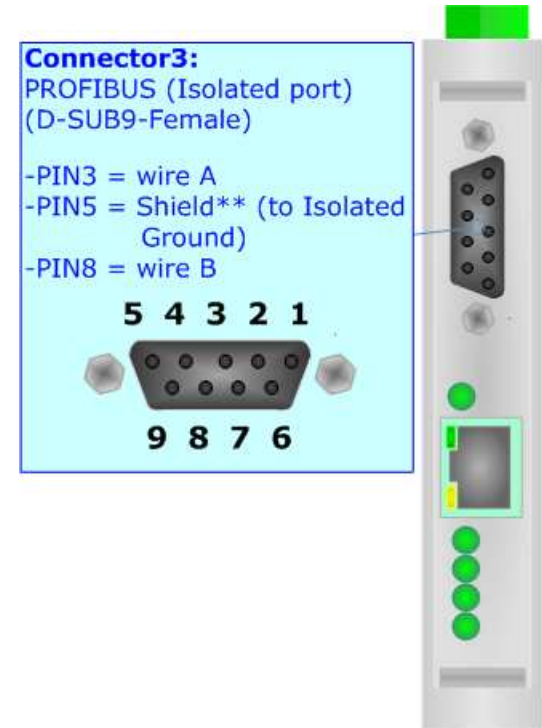 Connector3:
PROFIBUS (Isolated port)
(D-SUB9-Female)
-PIN3 = wire A
-PIN5 = Shield** (to Isolated
Ground)
-PIN8 = wire B
5 4 3 2 1
9 8 7 6